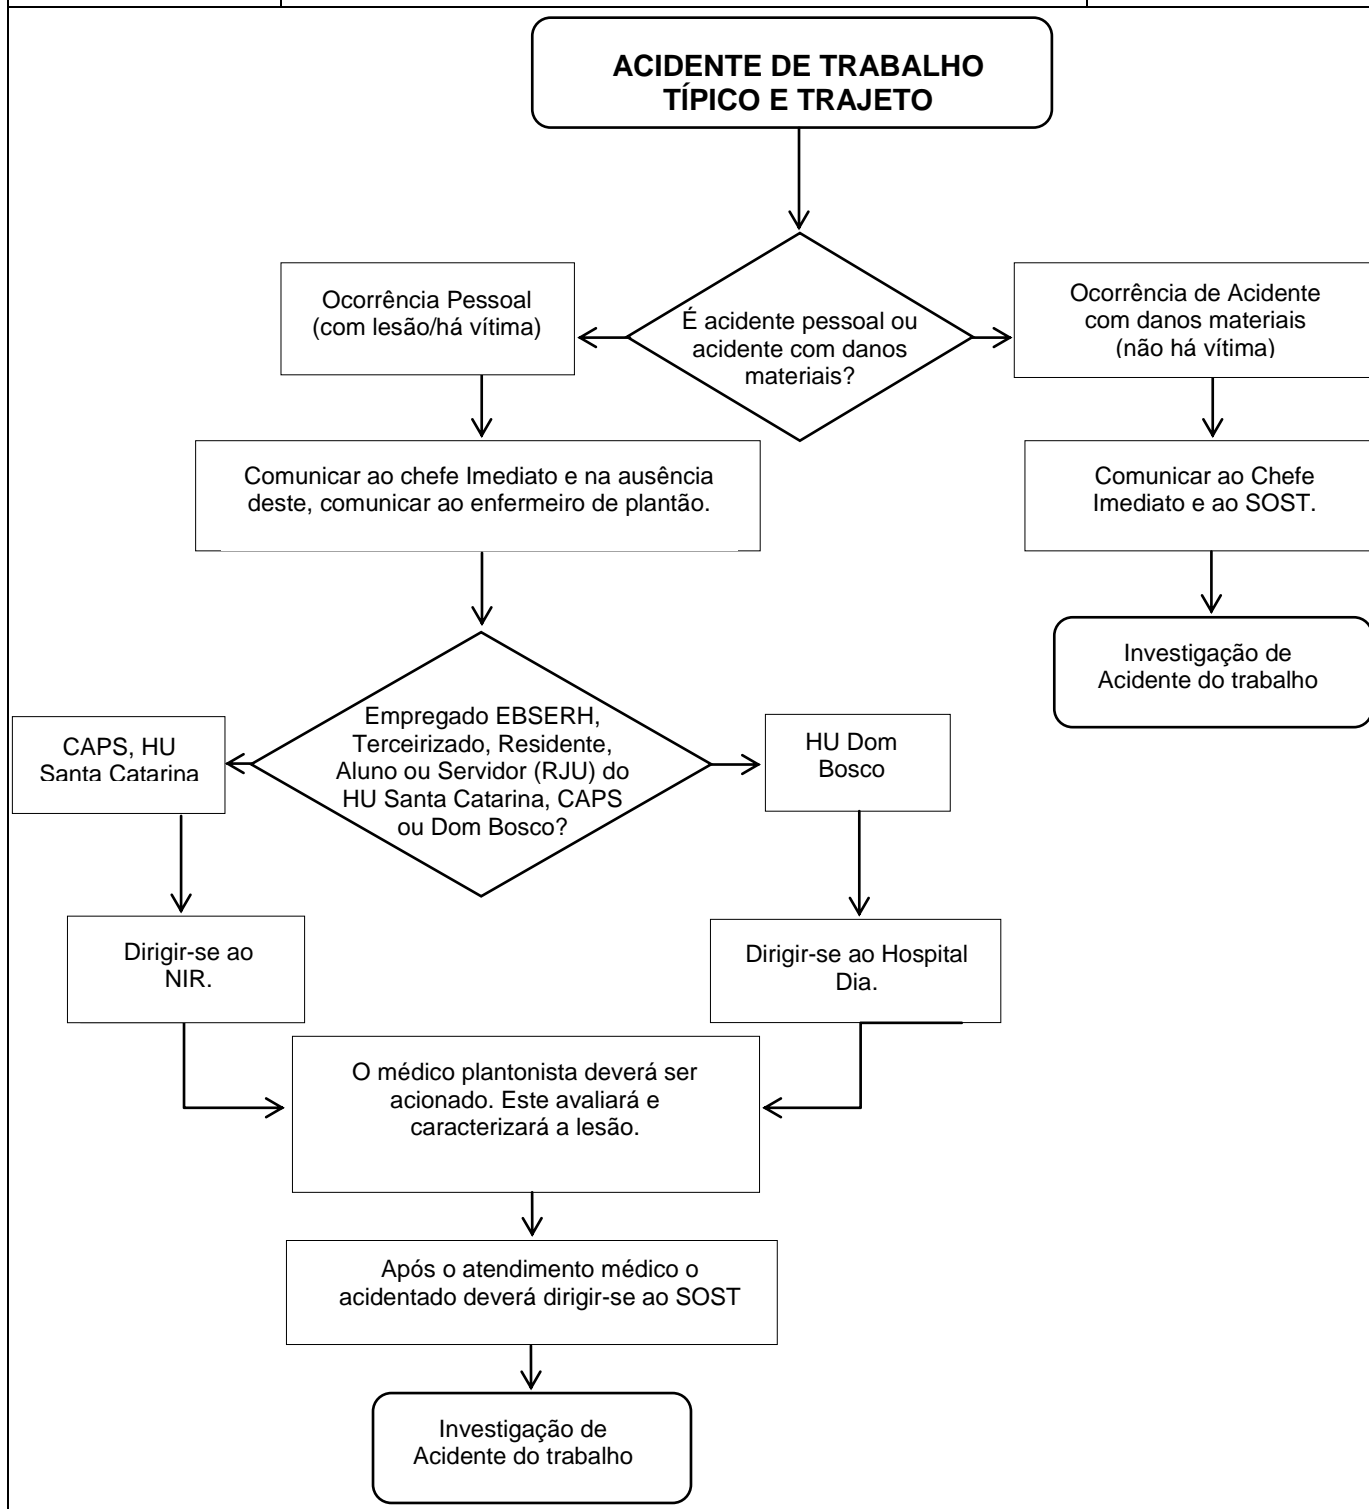 ACIDENTE DE TRABALHO
TÍPICO E TRAJETO
Ocorrência Pessoal
(com lesão/há vítima)
É acidente pessoal ou
acidente com danos
materiais?
Ocorrência de Acidente
com danos materiais
(não há vítima)
Comunicar ao chefe Imediato e na ausência
deste, comunicar ao enfermeiro de plantão.
Comunicar ao Chefe
Imediato e ao SOST.
Investigação de
Acidente do trabalho
CAPS, HU
Santa Catarina
Empregado EBSERH,
Terceirizado, Residente,
Aluno ou Servidor (RJU) do
HU Santa Catarina, CAPS
ou Dom Bosco?
HU Dom
Bosco
Dirigir-se ao
NIR.
Dirigir-se ao Hospital
Dia.
O médico plantonista deverá ser
acionado. Este avaliará e
caracterizará a lesão.
Após o atendimento médico o
acidentado deverá dirigir-se ao SOST
Investigação de
Acidente do trabalho